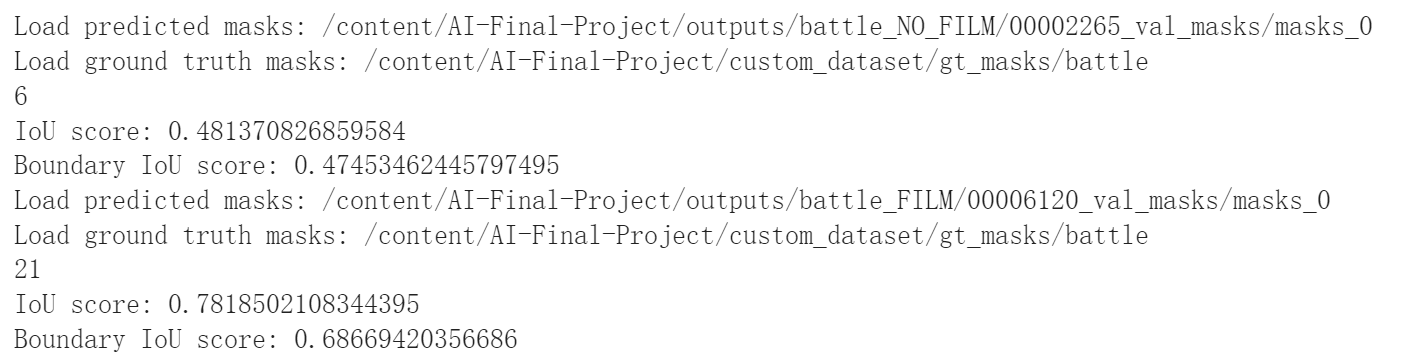 Load predicted masks: /content/AI-Final-Project/outputs/battle_NO_FILM/00002265_val_masks/masks_0
Load ground truth masks: /content/AI-Final-Project/custom_dataset/gt_masks/battle
6
IoU score: 0.481370826859584
Boundary IoU score: 0.47453462445797495
Load predicted masks: /content/AI-Final-Project/outputs/battle_FILM/00006120_val_masks/masks_0
Load ground truth masks: /content/AI-Final-Project/custom_dataset/gt_masks/battle
21
IoU score: 0.7818502108344395
Boundary IoU score: 0.68669420356686